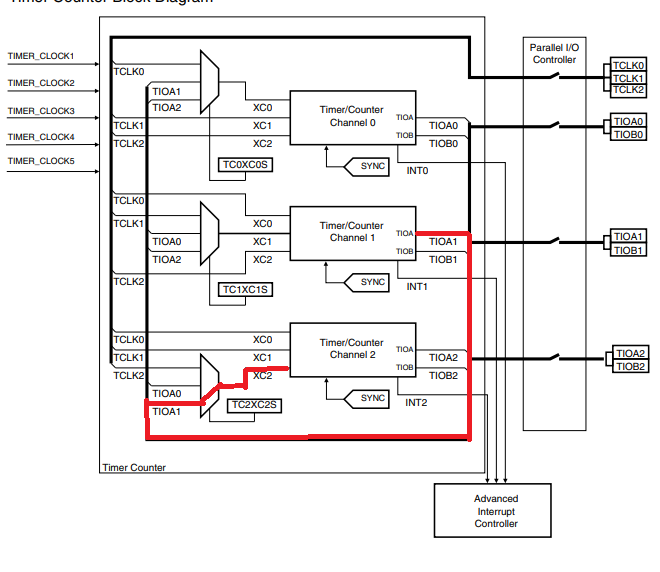 Timer Counter Block Diagram
Parallel I/O
Controller
TIMER_CLOCK1
TCLK0
TIOA1
TIOA2
XC0
Timer/Counter
Channel 0
TIOA
TIOB
TIOA0
TIOB0
TCLK0
TCLK1
TCLK2
TIMER_CLOCK2
TIMER_CLOCK3
TCLK1
XC1
TIOA0
TIOB0
TIMER_CLOCK4
TCLK2
XC2
TIMER_CLOCK5
TC0XC0S
SYNC
INT0
TCLK0
TCLK1
TIOA0
TIOA2
XC0
XC1
XC2
Timer/Counter
Channel 1
TIOA
TIOB
TIOA1
TIOB1
TIOA1
TIOB1
TCLK2
TC1XC1S
SYNC
INT1
TCLK0
TCLK1
TCLK2
XC0
XC1
XC2
Timer/Counter
Channel 2
TIOA
TIOB
TIOA2
TIOB2
TIOA2
TIOB2
TIOA0
TIOA1
TC2XC2S
SYNC
INT2
Timer Counter
Advanced
Interrupt
Controller